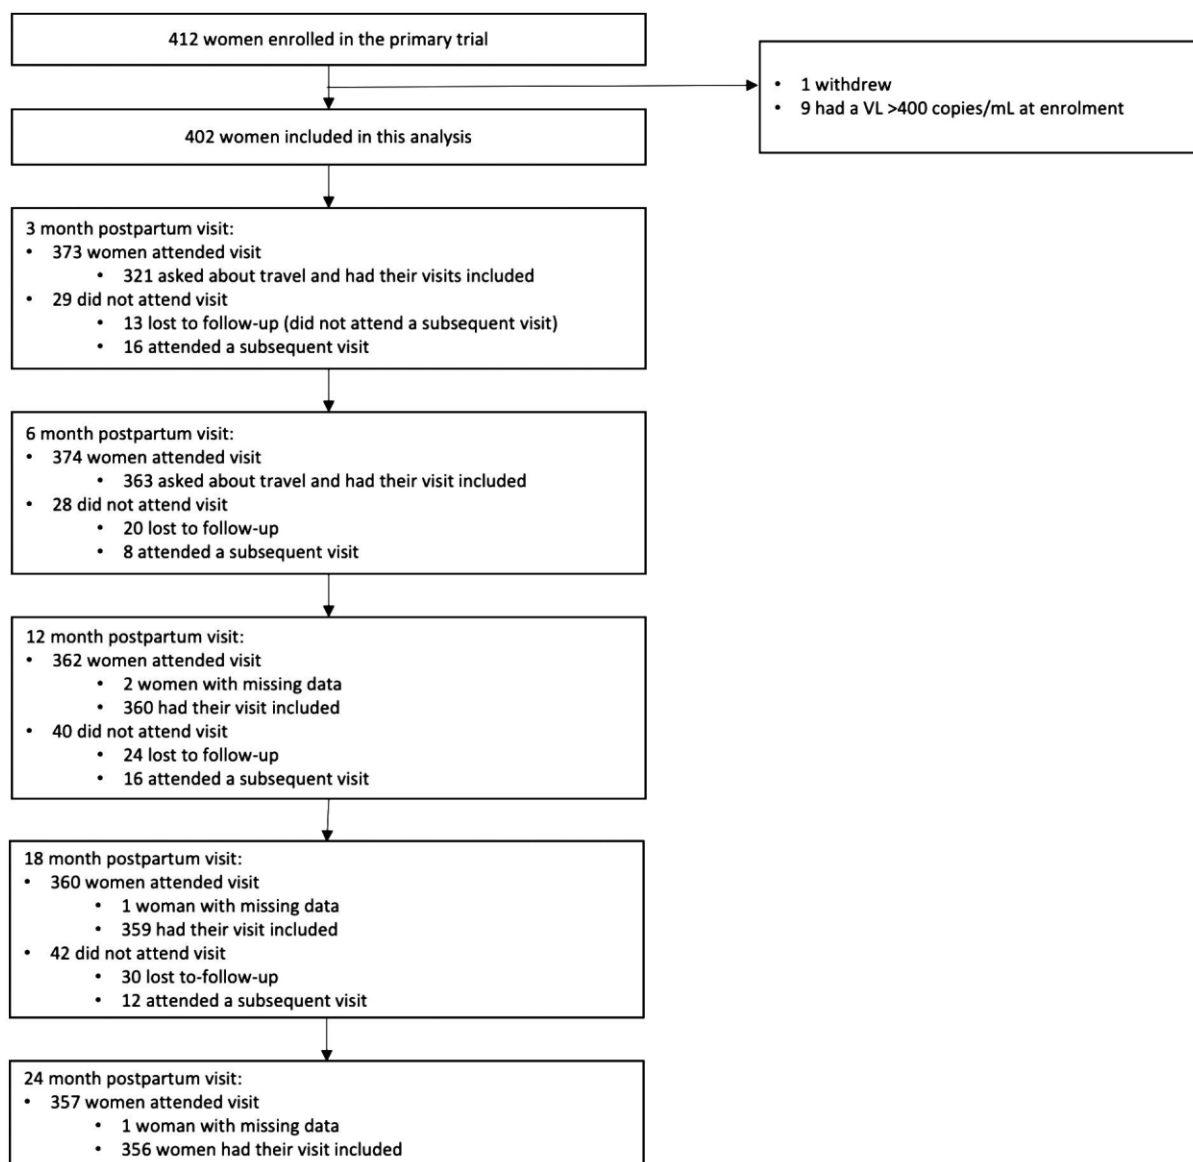 412 women enrolled in the primary trial
• 1 withdrew
• 9 had a VL >400 copies/mL at enrolment
402 women included in this analysis
3 month postpartum visit:
• 373 women attended visit
• 321 asked about travel and had their visits included
• 29 did not attend visit
• 13 lost to follow-up (did not attend a subsequent visit)
• 16 attended a subsequent visit
6 month postpartum visit:
• 374 women attended visit
• 363 asked about travel and had their visit included
• 28 did not attend visit
• 20 lost to follow-up
• 8 attended a subsequent visit
12 month postpartum visit:
• 362 women attended visit
• 2 women with missing data
• 360 had their visit included
• 40 did not attend visit
• 24 lost to follow-up
• 16 attended a subsequent visit
18 month postpartum visit:
• 360 women attended visit
• 1 woman with missing data
• 359 had their visit included
• 42 did not attend visit
• 30 lost to-follow-up
• 12 attended a subsequent visit
24 month postpartum visit:
• 357 women attended visit
• 1 woman with missing data
• 356 women had their visit included